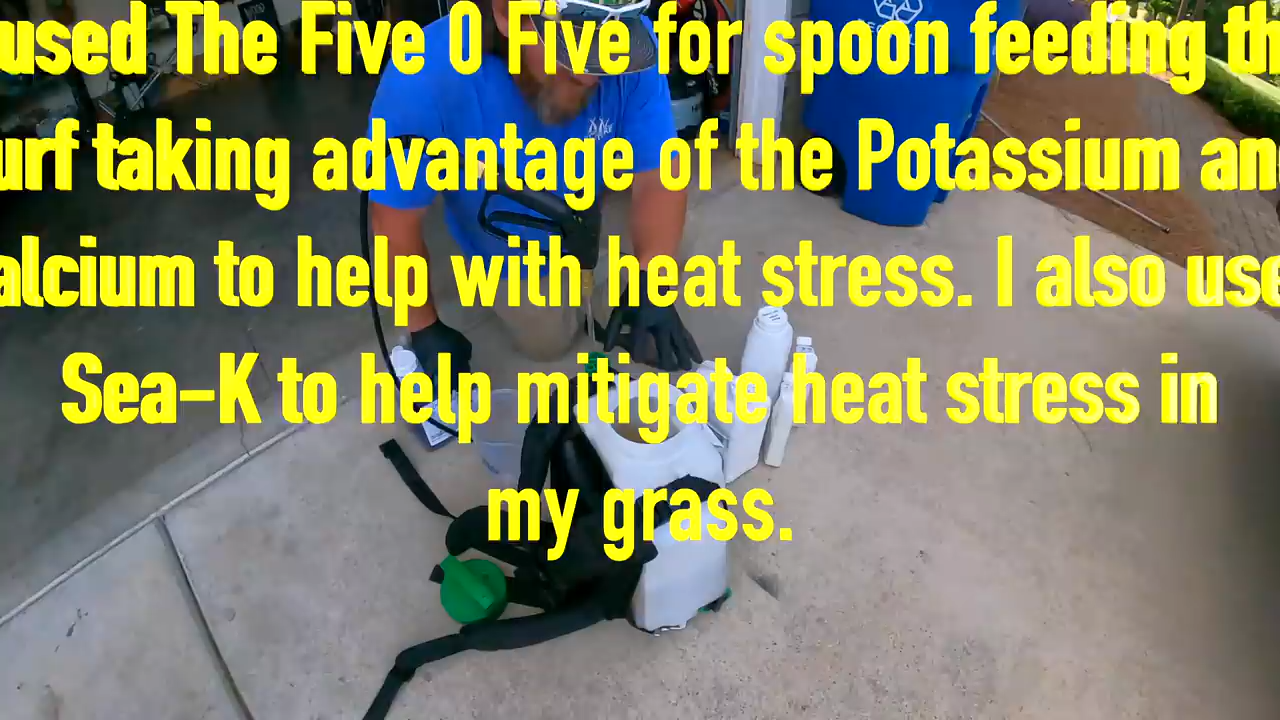 used The Five O Five for spoon feeding th
urf taking advantage of the Potassium an
alcium to help with heat stress. I also use
Sea-K to help mitigate heat stress in
my grass.